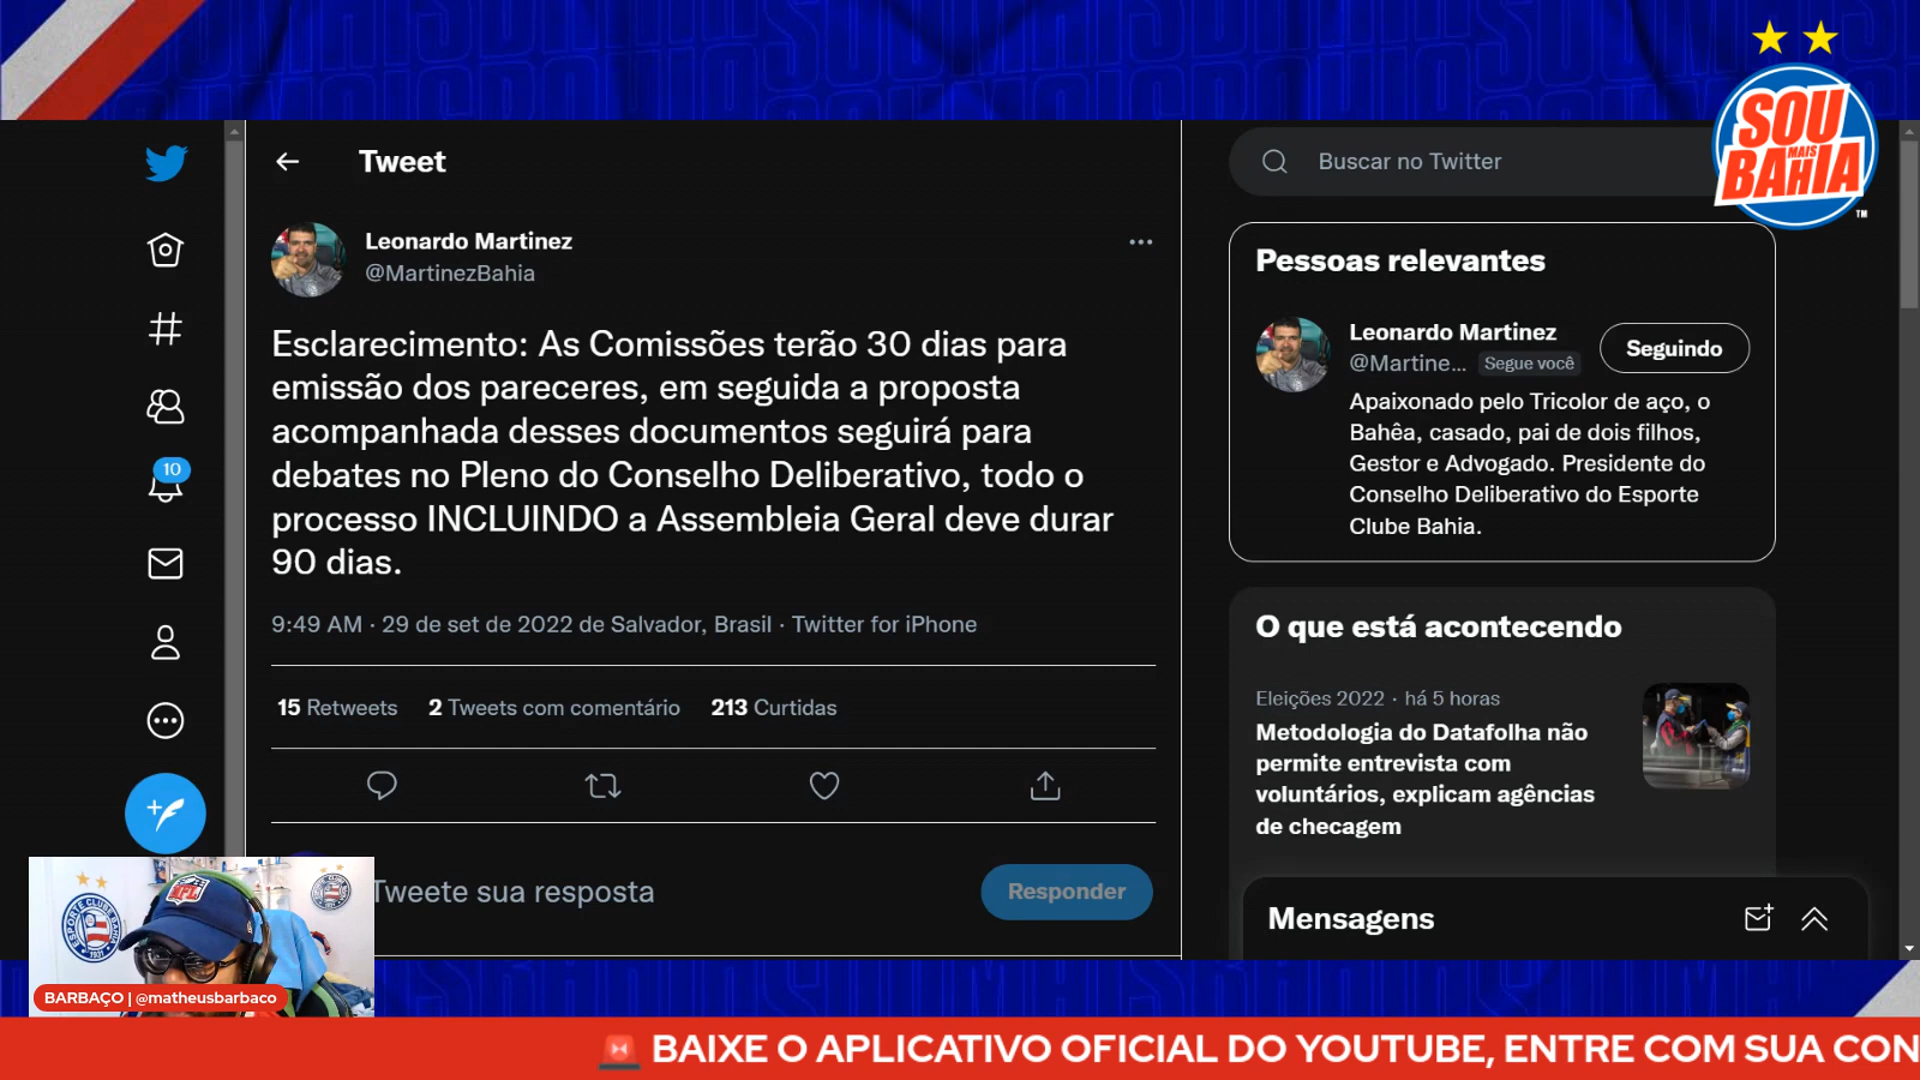 SOU
MAIS
BAHIA
TM
Tweet
Buscar no Twitter
Leonardo Martinez
@MartinezBahia
Esclarecimento: As Comissões terão 30 dias para
emissão dos pareceres, em seguida a proposta
acompanhada desses documentos seguirá para
debates no Pleno do Conselho Deliberativo, todo o
processo INCLUINDO a Assembleia Geral deve durar
90 dias.
9:49 AM · 29 de set de 2022 de Salvador, Brasil · Twitter for iPhone
15 Retweets 2 Tweets com comentário 213 Curtidas
Tweete sua resposta
Responder
10
Pessoas relevantes
Leonardo Martinez
@Martine... Segue você
Seguindo
Apaixonado pelo Tricolor de aço, o
Bahêa, casado, pai de dois filhos,
Gestor e Advogado. Presidente do
Conselho Deliberativo do Esporte
Clube Bahia.
O que está acontecendo
Eleições 2022 · há 5 horas
Metodologia do Datafolha não
permite entrevista com
voluntários, explicam agências
de checagem
Mensagens
ESPORTE CLUBE BAHIA
1931
NFL
BARBAÇO | @matheusbarbaco
BAIXE O APLICATIVO OFICIAL DO YOUTUBE, ENTRE COM SUA CON